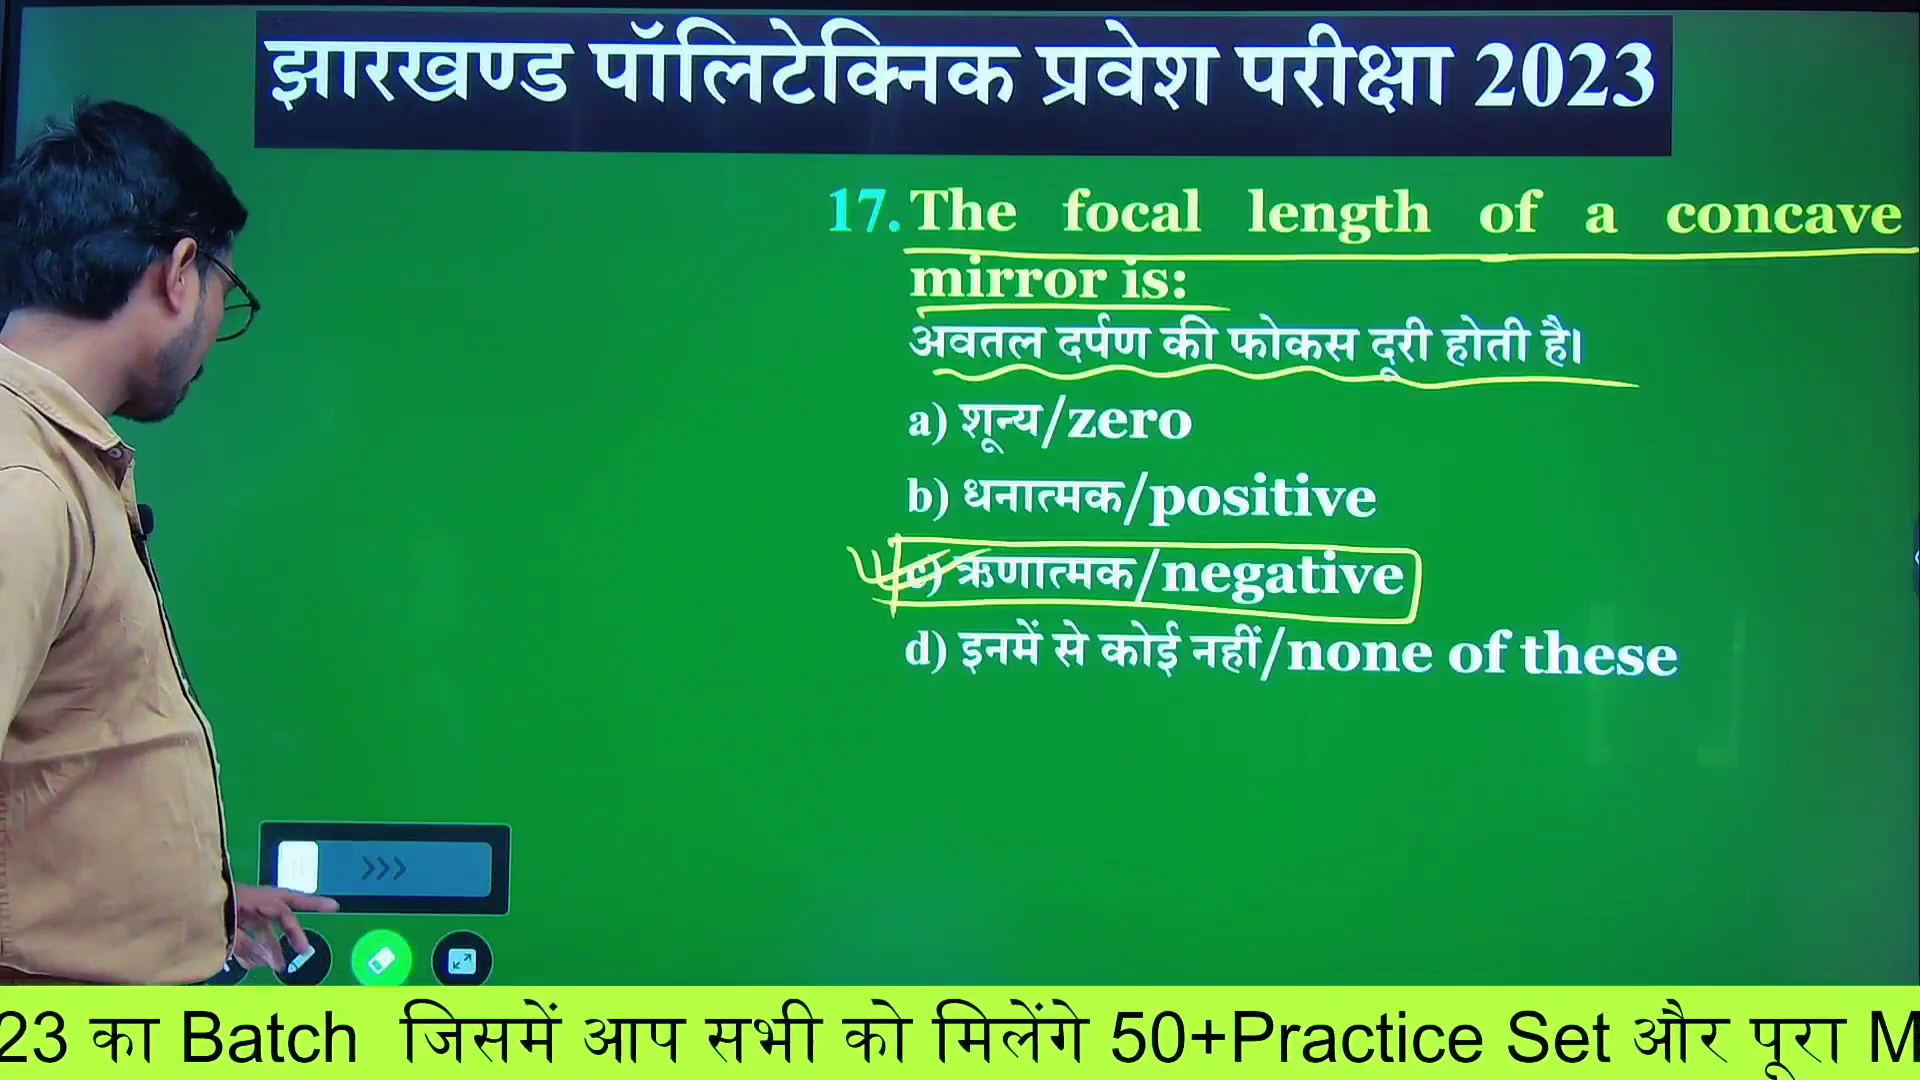 झारखण्ड पॉलिटेक्निक प्रवेश परीक्षा 2023
17. The focal length of a concave
mirror is:
अवतल दर्पण की फोकस दूरी होती है।
a) शून्य/zero
b) धनात्मक/positive
c) ऋणात्मक/negative
d) इनमें से कोई नहीं/none of these
23 का Batch जिसमें आप सभी को मिलेंगे 50+Practice Set और पूरा M